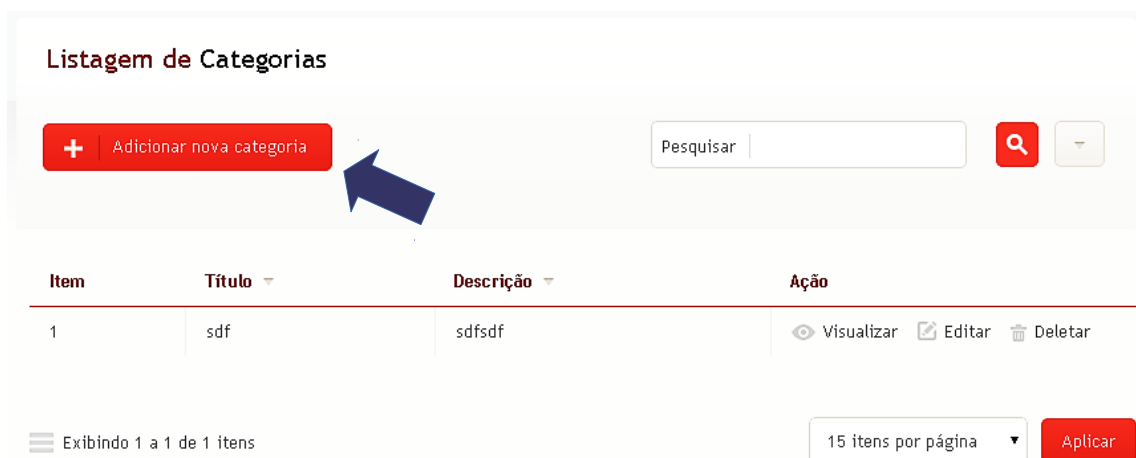 Listagem de Categorias
Adicionar nova categoria Pesquisar
Item Título Descrição Ação
1 sdf sdfsdf Visualizar Editar Deletar
Exibindo 1 a 1 de 1 itens 15 itens por página Aplicar